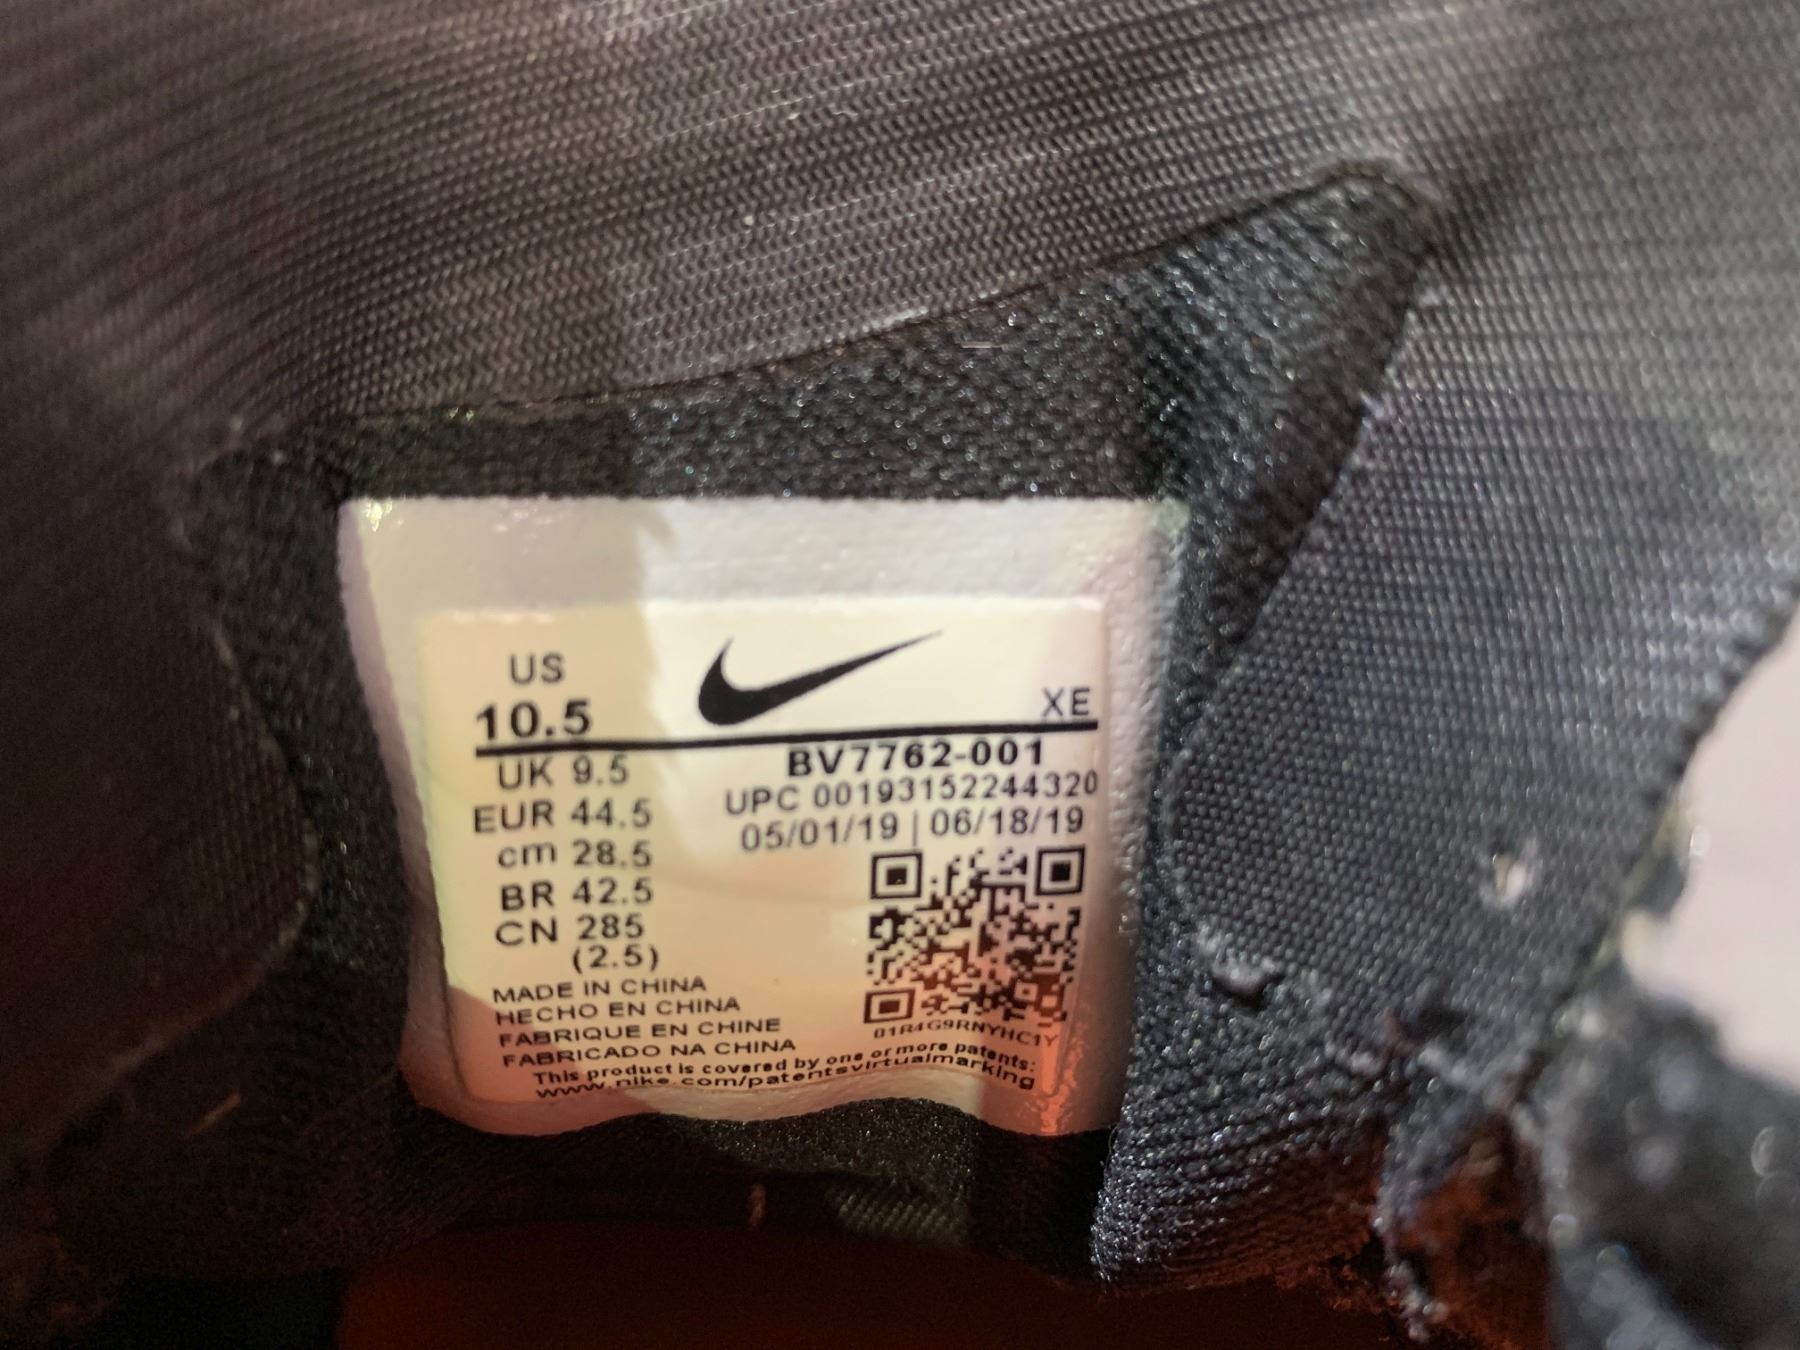 US
10.5
XE
UK 9.5
EUR 44.5
cm 28.5
BR 42.5
CN 285
(2.5)
BV7762-001
UPC 00193152244320
05/01/19 | 06/18/19
01R4G9RNYHC1Y
MADE IN CHINA
HECHO EN CHINA
FABRIQUE EN CHINE
FABRICADO NA CHINA
This product is covered by one or more patents:
www.nike.com/patentsvirtualmarking